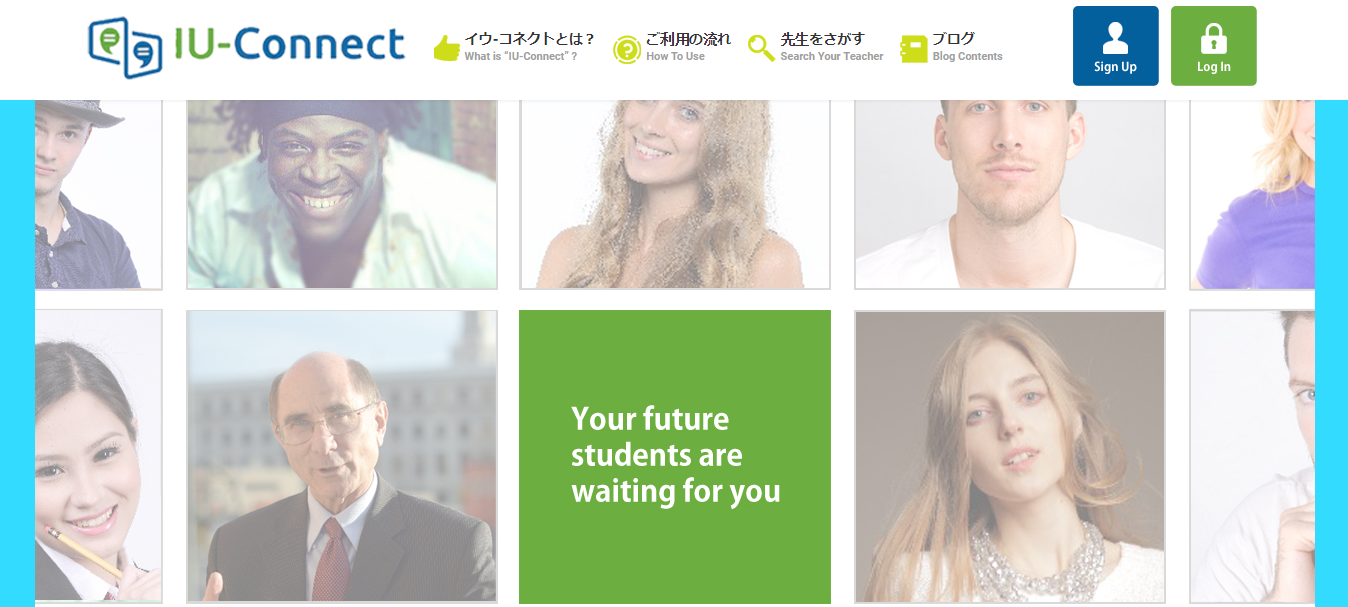 IU-Connect
イウ-コネクトとは？
What is “IU-Connect” ?
ご利用の流れ
How To Use
先生をさがす
Search Your Teacher
ブログ
Blog Contents
Sign Up
Log In
Your future
students are
waiting for you